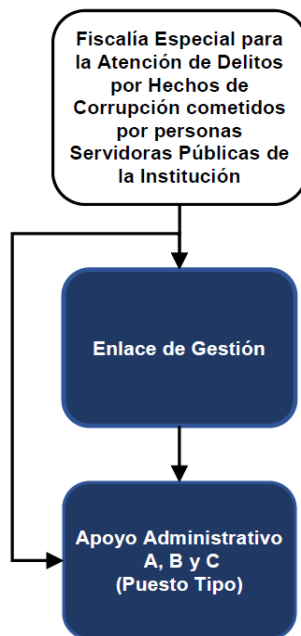 Fiscalía Especial para
la Atención de Delitos
por Hechos de
Corrupción cometidos
por personas
Servidoras Públicas de
la Institución
Enlace de Gestión
Apoyo Administrativo
A, B y C
(Puesto Tipo)